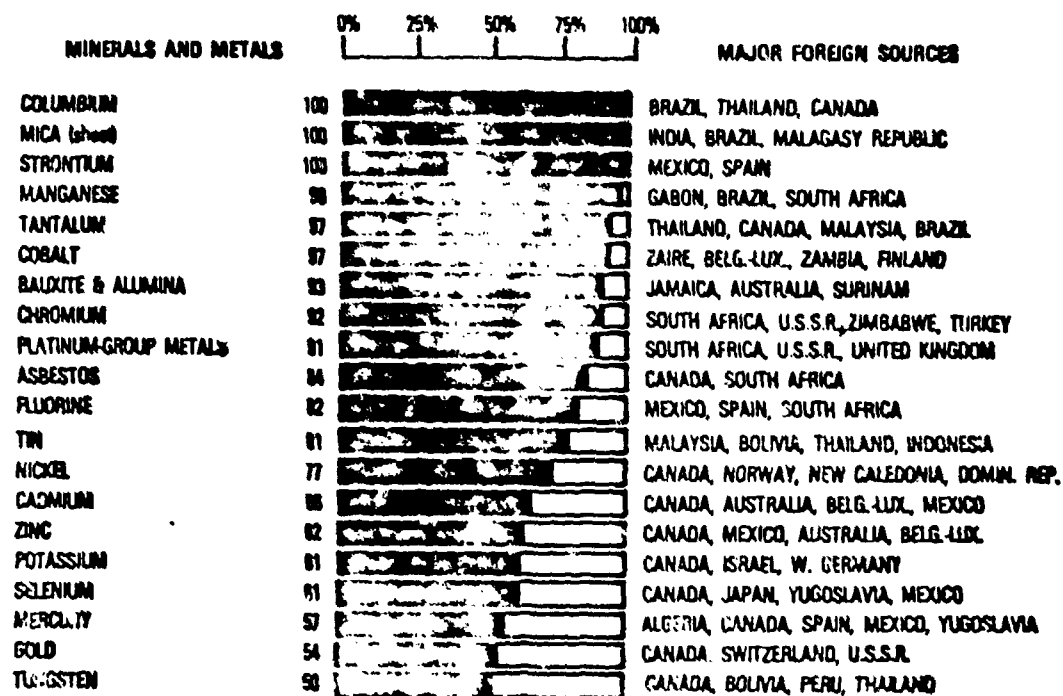 0% 25% 50% 75% 100%
MINERALS AND METALS MAJOR FOREIGN SOURCES
COLUMBIUM 100 BRAZIL, THAILAND, CANADA
MICA (sheet) 100 INDIA, BRAZIL, MALAGASY REPUBLIC
STRONTIUM 100 MEXICO, SPAIN
MANGANESE 98 GABON, BRAZIL, SOUTH AFRICA
TANTALUM 97 THAILAND, CANADA, MALAYSIA, BRAZIL
COBALT 97 ZAIRE, BELG.-LUX., ZAMBIA, FINLAND
BAUXITE & ALUMINA 93 JAMAICA, AUSTRALIA, SURINAM
CHROMIUM 92 SOUTH AFRICA, U.S.S.R., ZIMBABWE, TURKEY
PLATINUM-GROUP METALS 91 SOUTH AFRICA, U.S.S.R., UNITED KINGDOM
ASBESTOS 84 CANADA, SOUTH AFRICA
FLUORINE 82 MEXICO, SPAIN, SOUTH AFRICA
TIN 81 MALAYSIA, BOLIVIA, THAILAND, INDONESIA
NICKEL 77 CANADA, NORWAY, NEW CALEDONIA, DOMIN. REP.
CADMIUM 66 CANADA, AUSTRALIA, BELG.-LUX., MEXICO
ZINC 62 CANADA, MEXICO, AUSTRALIA, BELG.-LUX.
POTASSIUM 61 CANADA, ISRAEL, W. GERMANY
SELENIUM 61 CANADA, JAPAN, YUGOSLAVIA, MEXICO
MERCURY 57 ALGERIA, CANADA, SPAIN, MEXICO, YUGOSLAVIA
GOLD 54 CANADA, SWITZERLAND, U.S.S.R.
TUNGSTEN 50 CANADA, BOLIVIA, PERU, THAILAND